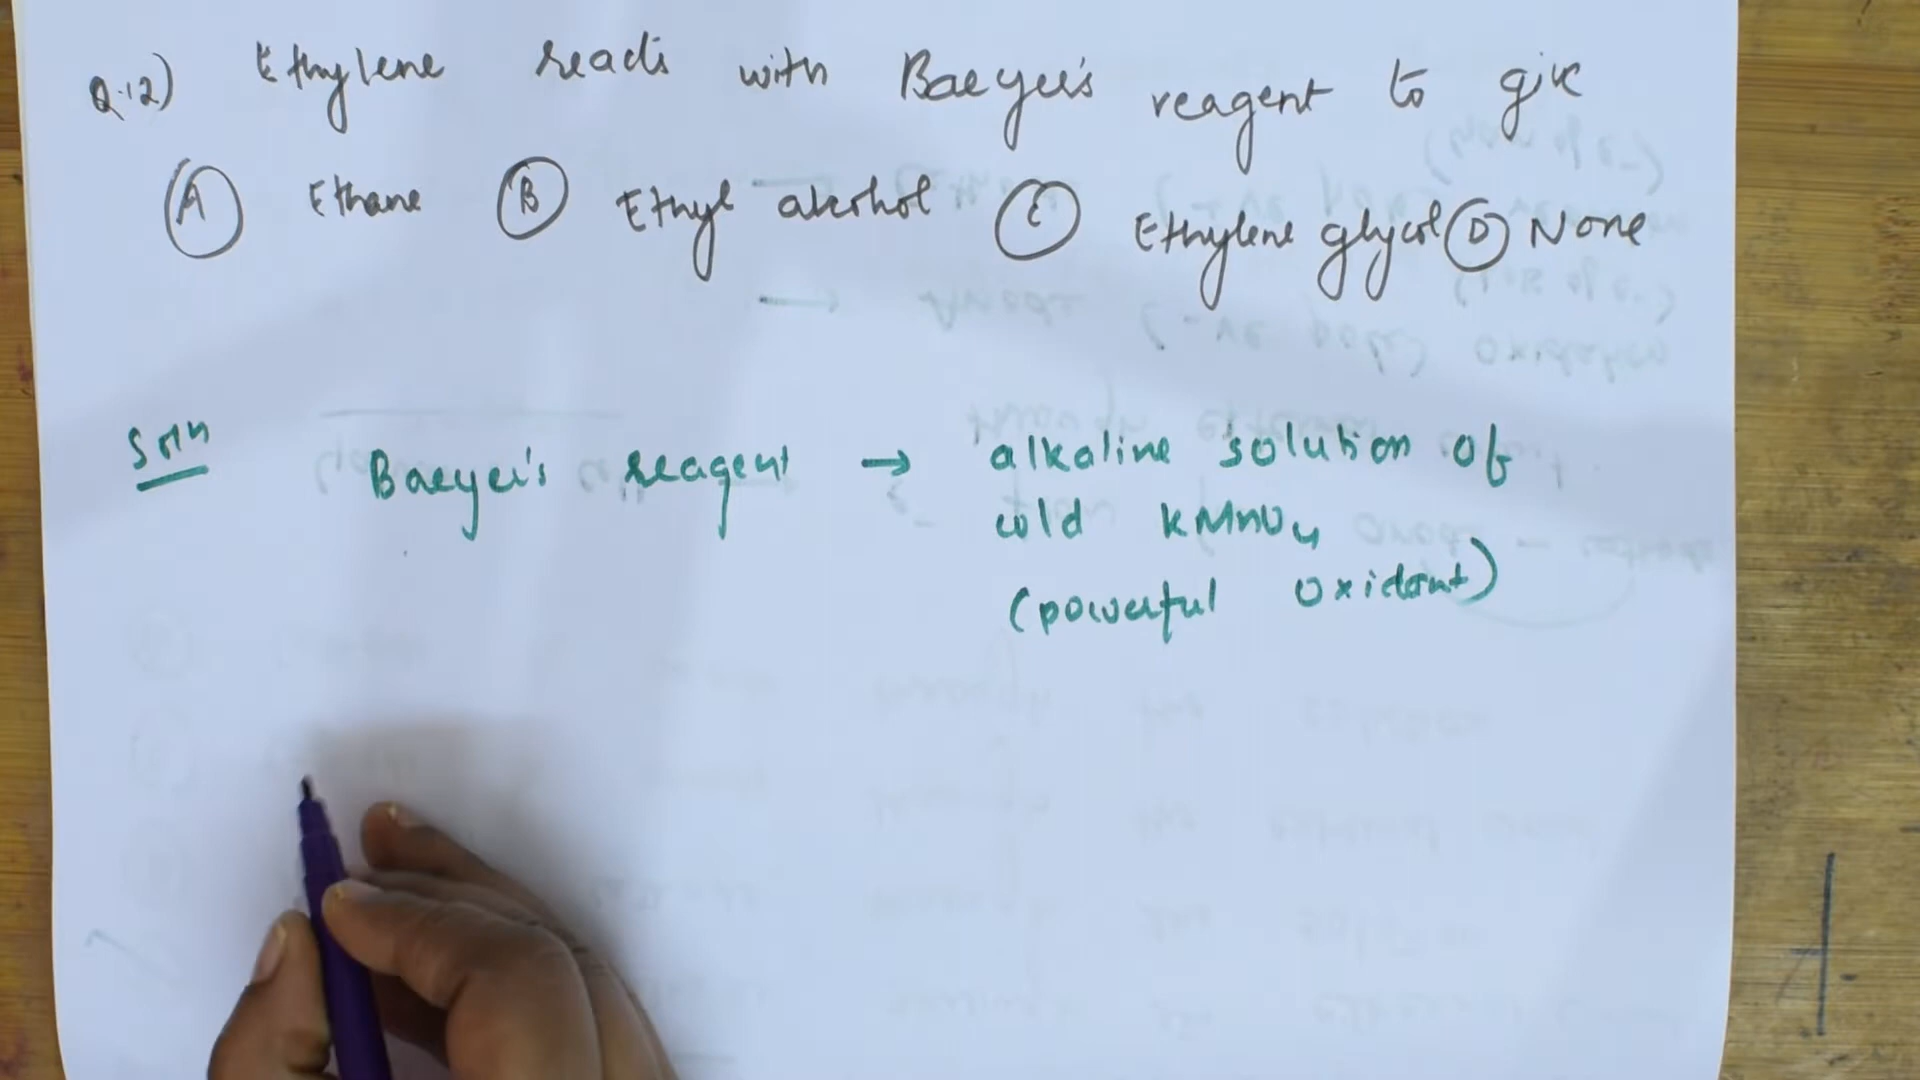 Q.12) Ethylene reacts with Baeyer's reagent to give
A Ethane B Ethyl alcohol C Ethylene glycol D None
Soln Baeyer's reagent → alkaline solution of
cold KMnO4
(powerful oxidant)